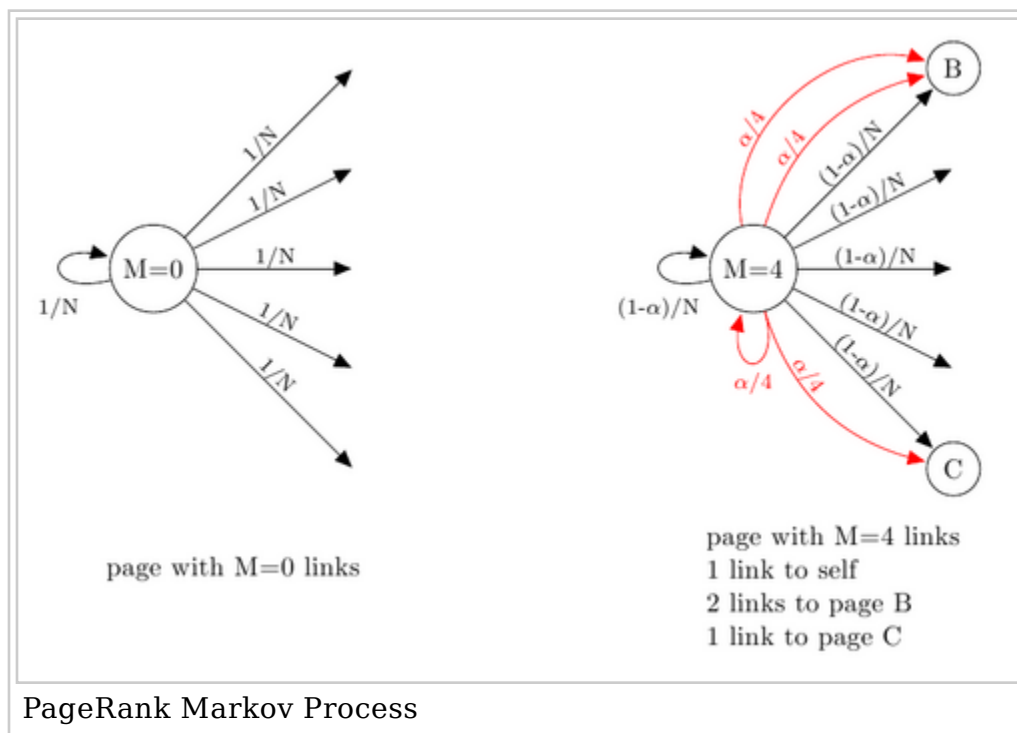 1/N
1/N
1/N
M=0
1/N
1/N
1/N
page with M=0 links
B
α/4
α/4
(1-α)/N
(1-α)/N
M=4
(1-α)/N
(1-α)/N
(1-α)/N
(1-α)/N
α/4
α/4
C
page with M=4 links
1 link to self
2 links to page B
1 link to page C
PageRank Markov Process